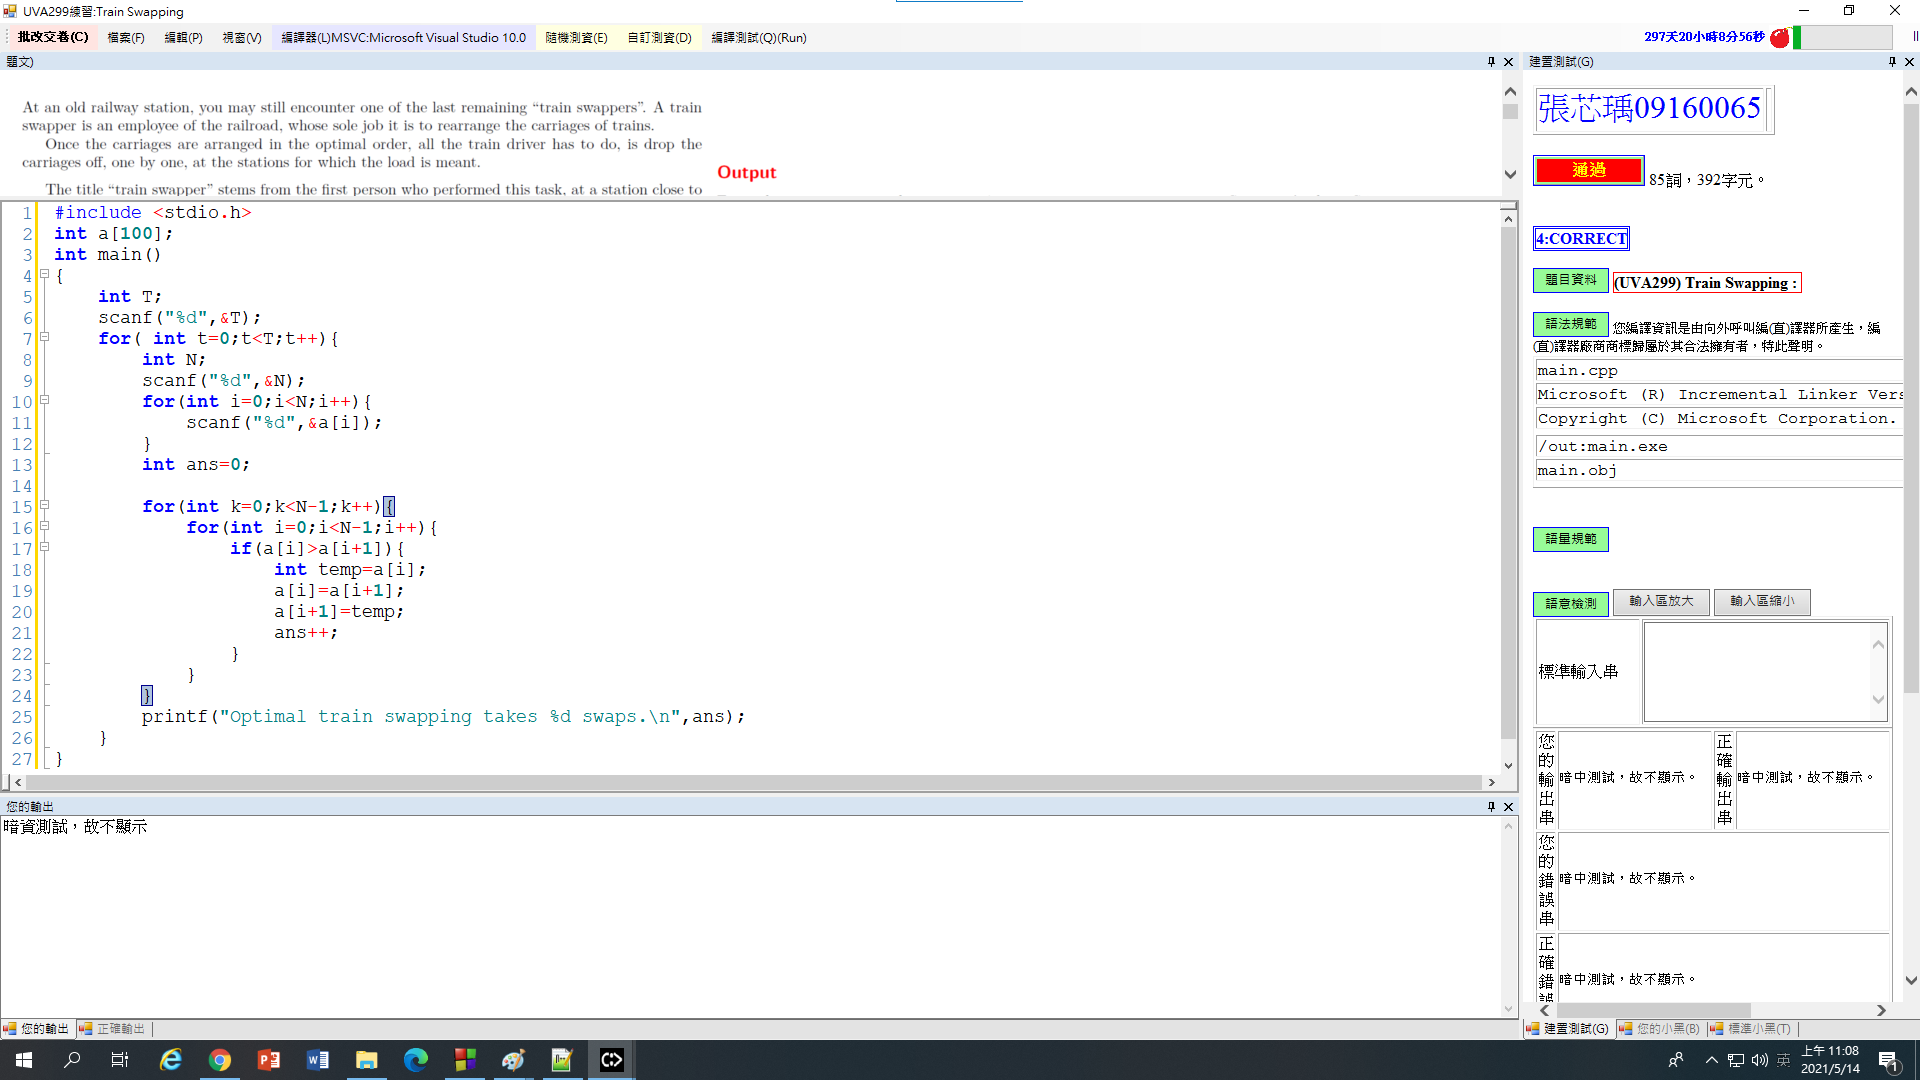 UVA299練習:Train Swapping
批改交卷(C) 檔案(F) 編輯(P) 視窗(V) 編譯器(L)MSVC:Microsoft Visual Studio 10.0 隨機測資(E) 自訂測資(D) 編譯測試(Q)(Run)
297天20小時8分56秒
題文)
At an old railway station, you may still encounter one of the last remaining “train swappers”. A train
swapper is an employee of the railroad, whose sole job it is to rearrange the carriages of trains.
Once the carriages are arranged in the optimal order, all the train driver has to do, is drop the
carriages off, one by one, at the stations for which the load is meant.
The title “train swapper” stems from the first person who performed this task, at a station close to
Output
1 #include <stdio.h>
2 int a[100];
3 int main()
4 {
5 int T;
6 scanf("%d",&T);
7 for( int t=0;t<T;t++){
8 int N;
9 scanf("%d",&N);
10 for(int i=0;i<N;i++){
11 scanf("%d",&a[i]);
12 }
13 int ans=0;
14
15 for(int k=0;k<N-1;k++){
16 for(int i=0;i<N-1;i++){
17 if(a[i]>a[i+1]){
18 int temp=a[i];
19 a[i]=a[i+1];
20 a[i+1]=temp;
21 ans++;
22 }
23 }
24 }
25 printf("Optimal train swapping takes %d swaps.\n",ans);
26 }
27 }
您的輸出
暗資測試，故不顯示
您的輸出 正確輸出
建置測試(G)
張芯瑀09160065
通過 85詞，392字元。
4:CORRECT
題目資料 (UVA299) Train Swapping :
語法規範 您編譯資訊是由向外呼叫編(直)譯器所產生，編
(直)譯器廠商商標歸屬於其合法擁有者，特此聲明。
main.cpp
Microsoft (R) Incremental Linker Vers
Copyright (C) Microsoft Corporation.
/out:main.exe
main.obj
語量規範
語意檢測 輸入區放大 輸入區縮小
標準輸入串
您的輸出串 暗中測試，故不顯示。 正確輸出串 暗中測試，故不顯示。
您的錯誤串 暗中測試，故不顯示。
正確錯誤 暗中測試，故不顯示。
建置測試(G) 您的小黑(B) 標準小黑(T)
英
上午 11:08
2021/5/14
1